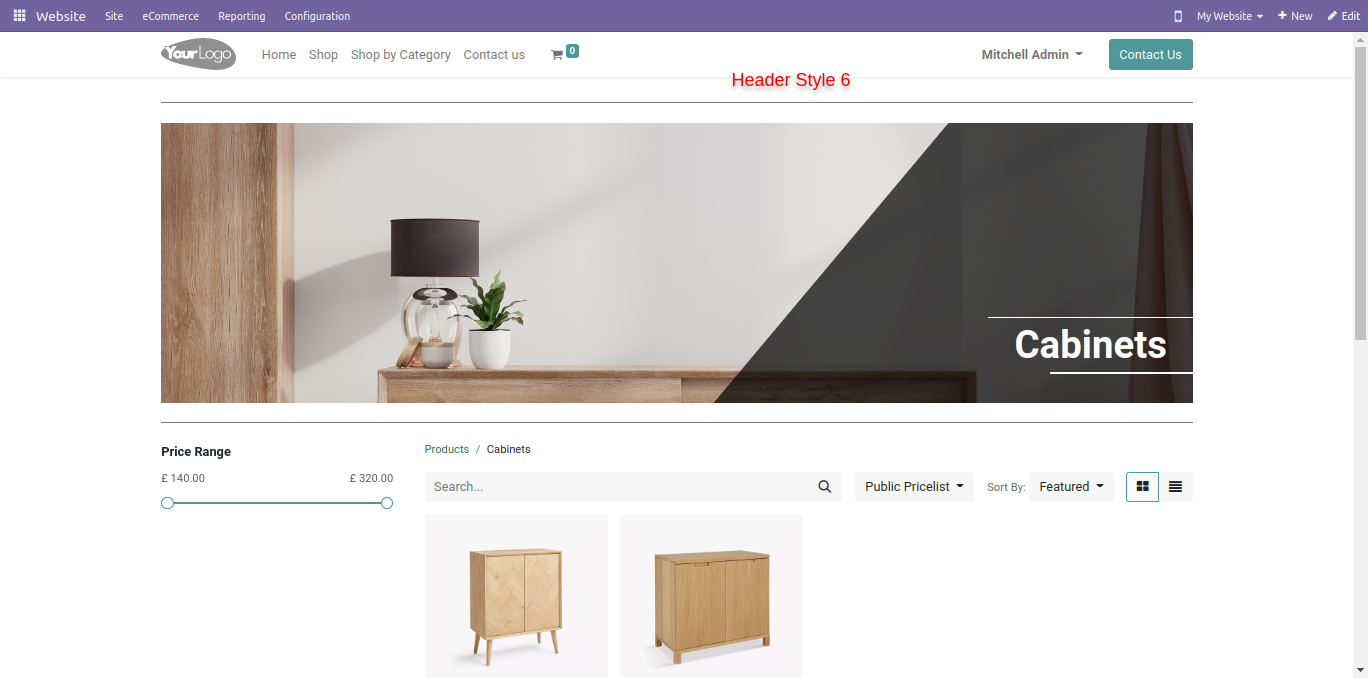 Website Site eCommerce Reporting Configuration My Website New Edit
YourLogo Home Shop Shop by Category Contact us 0 Mitchell Admin Contact Us
Header Style 6
Cabinets
Price Range
Products / Cabinets
£ 140.00 £ 320.00
Search... Public Pricelist Sort By: Featured